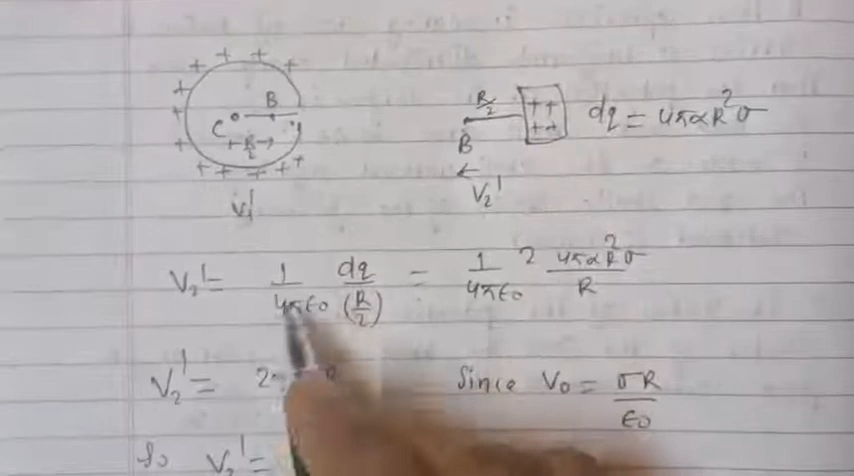 + + + + + + + + + + + + +
B
C
R/2
V₁'
R/2
++
++
B
V₂'
dq = 4παR²σ
V₂' = 1/4πε₀ dq/(R/2) = 1/4πε₀ 2 4παR²σ/R
V₂' = 2
Since V₀ = σR/ε₀
So V₂' =